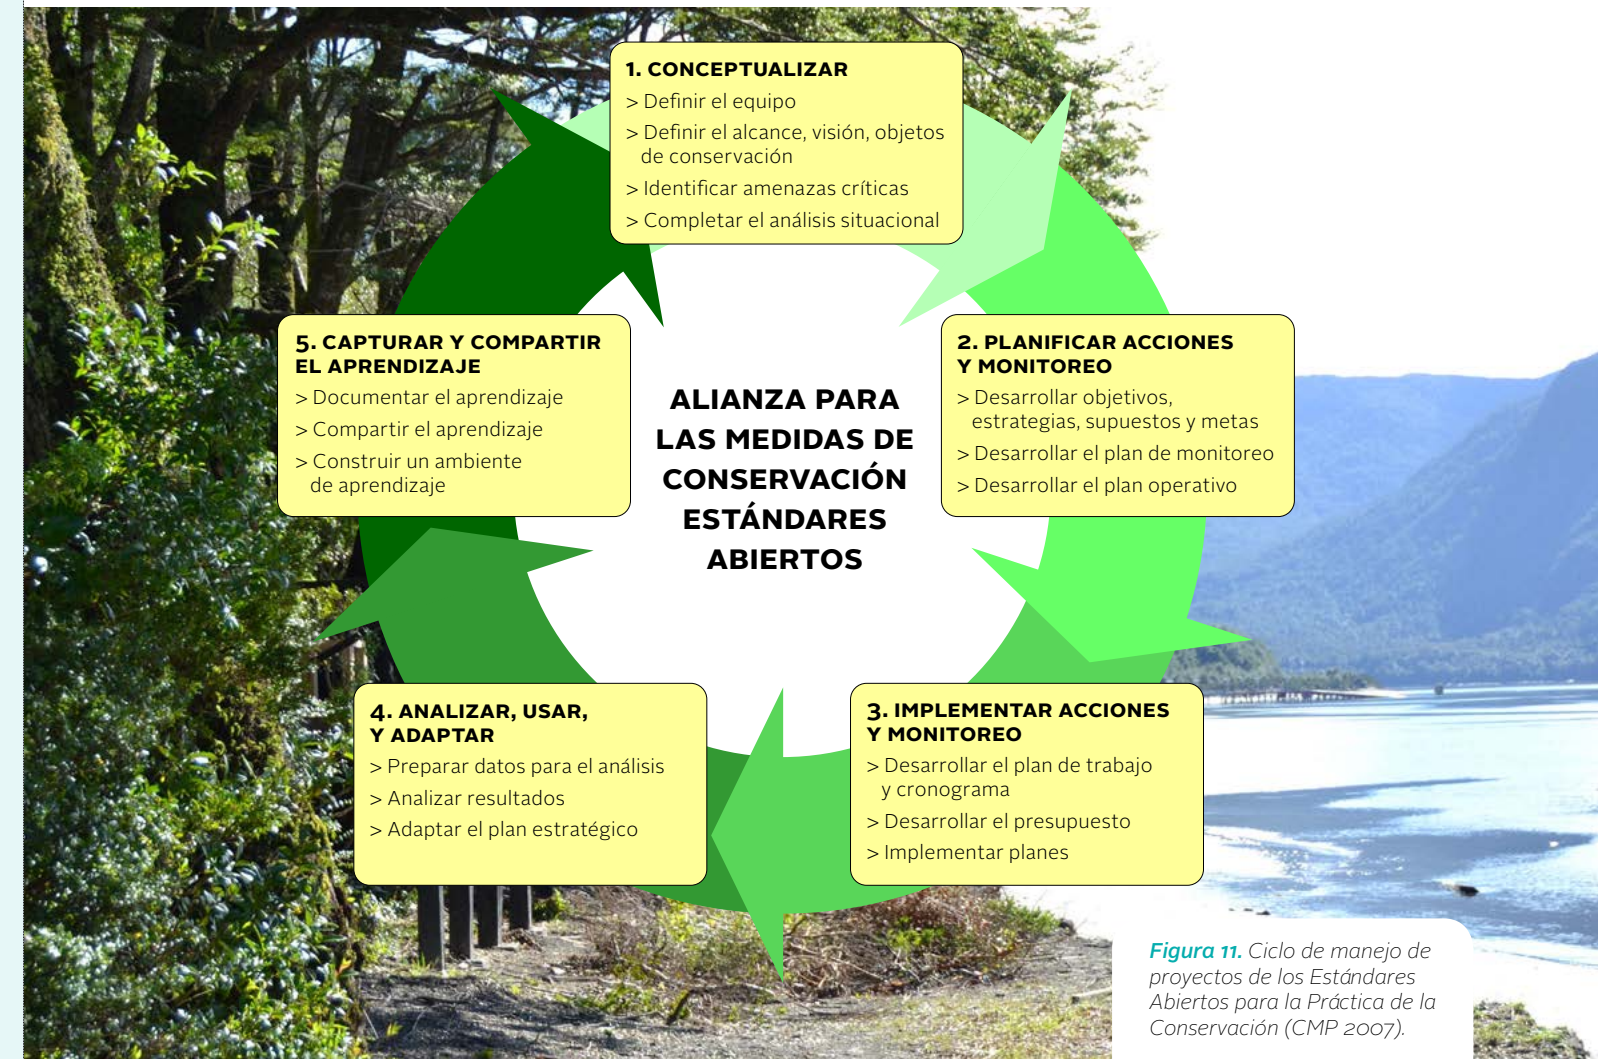 1. CONCEPTUALIZAR
> Definir el equipo
> Definir el alcance, visión, objetos
de conservación
> Identificar amenazas críticas
> Completar el análisis situacional
2. PLANIFICAR ACCIONES
Y MONITOREO
> Desarrollar objetivos,
estrategias, supuestos y metas
> Desarrollar el plan de monitoreo
> Desarrollar el plan operativo
3. IMPLEMENTAR ACCIONES
Y MONITOREO
> Desarrollar el plan de trabajo
y cronograma
> Desarrollar el presupuesto
> Implementar planes
4. ANALIZAR, USAR,
Y ADAPTAR
> Preparar datos para el análisis
> Analizar resultados
> Adaptar el plan estratégico
5. CAPTURAR Y COMPARTIR
EL APRENDIZAJE
> Documentar el aprendizaje
> Compartir el aprendizaje
> Construir un ambiente
de aprendizaje
ALIANZA PARA
LAS MEDIDAS DE
CONSERVACIÓN
ESTÁNDARES
ABIERTOS
Figura 11. Ciclo de manejo de
proyectos de los Estándares
Abiertos para la Práctica de la
Conservación (CMP 2007).